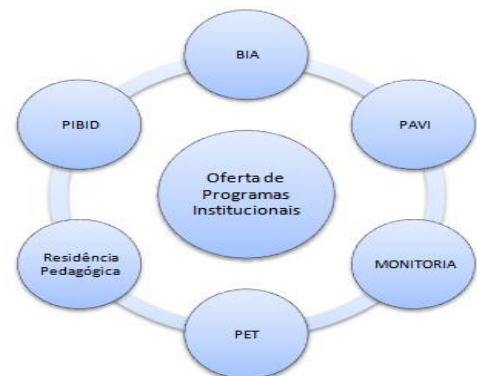 BIA
PIBID
PAVI
Oferta de
Programas
Institucionais
Residência
Pedagógica
MONITORIA
PET